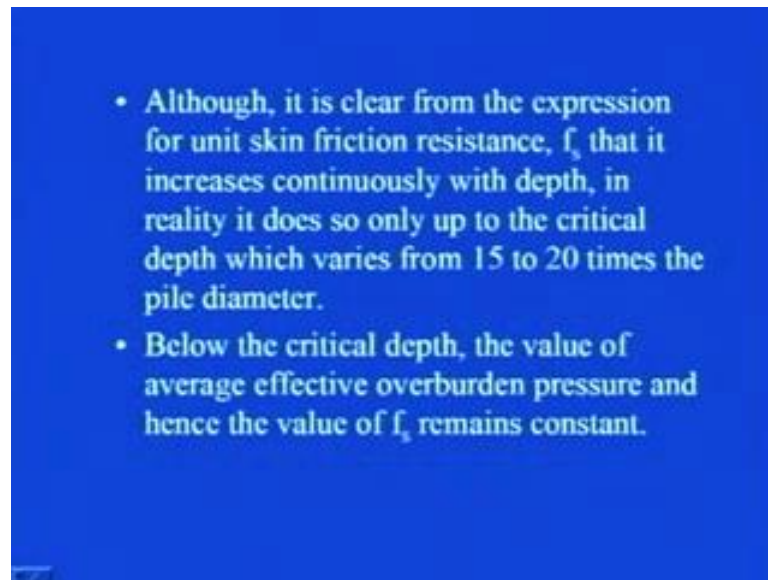 • Although, it is clear from the expression
for unit skin friction resistance, fs that it
increases continuously with depth, in
reality it does so only up to the critical
depth which varies from 15 to 20 times the
pile diameter.
• Below the critical depth, the value of
average effective overburden pressure and
hence the value of fs remains constant.